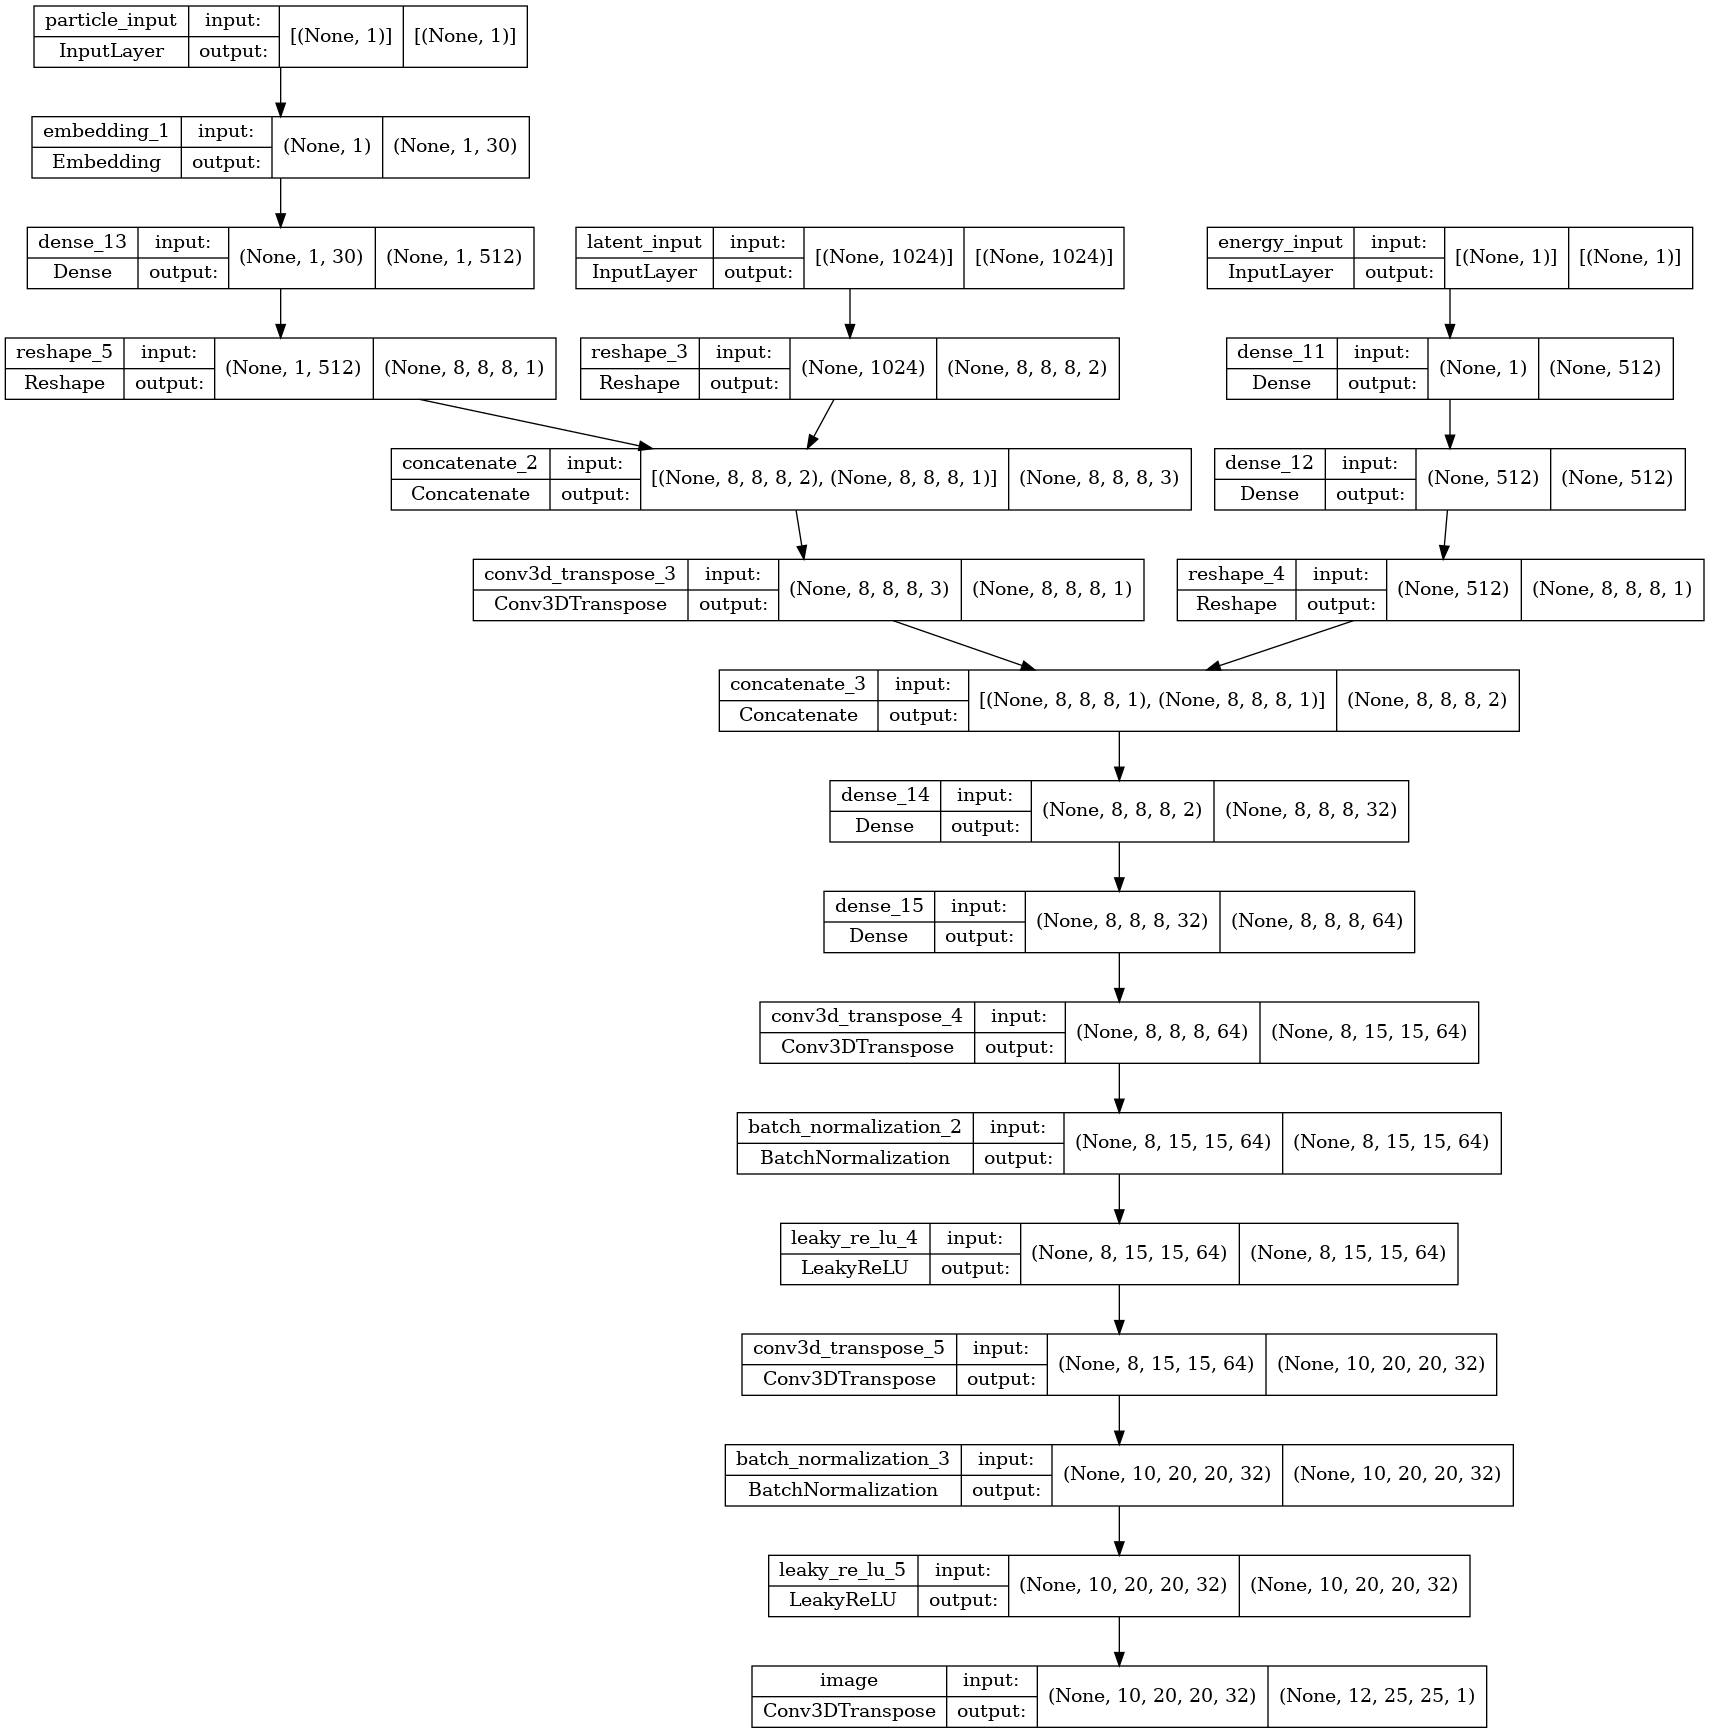 particle_input input: [(None, 1)] [(None, 1)]
InputLayer output:
embedding_1 input: (None, 1) (None, 1, 30)
Embedding output:
dense_13 input: (None, 1, 30) (None, 1, 512)
Dense output:
latent_input input: [(None, 1024)] [(None, 1024)]
InputLayer output:
energy_input input: [(None, 1)] [(None, 1)]
InputLayer output:
reshape_5 input: (None, 1, 512) (None, 8, 8, 8, 1)
Reshape output:
reshape_3 input: (None, 1024) (None, 8, 8, 8, 2)
Reshape output:
dense_11 input: (None, 1) (None, 512)
Dense output:
concatenate_2 input: [(None, 8, 8, 8, 2), (None, 8, 8, 8, 1)] (None, 8, 8, 8, 3)
Concatenate output:
dense_12 input: (None, 512) (None, 512)
Dense output:
conv3d_transpose_3 input: (None, 8, 8, 8, 3) (None, 8, 8, 8, 1)
Conv3DTranspose output:
reshape_4 input: (None, 512) (None, 8, 8, 8, 1)
Reshape output:
concatenate_3 input: [(None, 8, 8, 8, 1), (None, 8, 8, 8, 1)] (None, 8, 8, 8, 2)
Concatenate output:
dense_14 input: (None, 8, 8, 8, 2) (None, 8, 8, 8, 32)
Dense output:
dense_15 input: (None, 8, 8, 8, 32) (None, 8, 8, 8, 64)
Dense output:
conv3d_transpose_4 input: (None, 8, 8, 8, 64) (None, 8, 15, 15, 64)
Conv3DTranspose output:
batch_normalization_2 input: (None, 8, 15, 15, 64) (None, 8, 15, 15, 64)
BatchNormalization output:
leaky_re_lu_4 input: (None, 8, 15, 15, 64) (None, 8, 15, 15, 64)
LeakyReLU output:
conv3d_transpose_5 input: (None, 8, 15, 15, 64) (None, 10, 20, 20, 32)
Conv3DTranspose output:
batch_normalization_3 input: (None, 10, 20, 20, 32) (None, 10, 20, 20, 32)
BatchNormalization output:
leaky_re_lu_5 input: (None, 10, 20, 20, 32) (None, 10, 20, 20, 32)
LeakyReLU output:
image input: (None, 10, 20, 20, 32) (None, 12, 25, 25, 1)
Conv3DTranspose output: